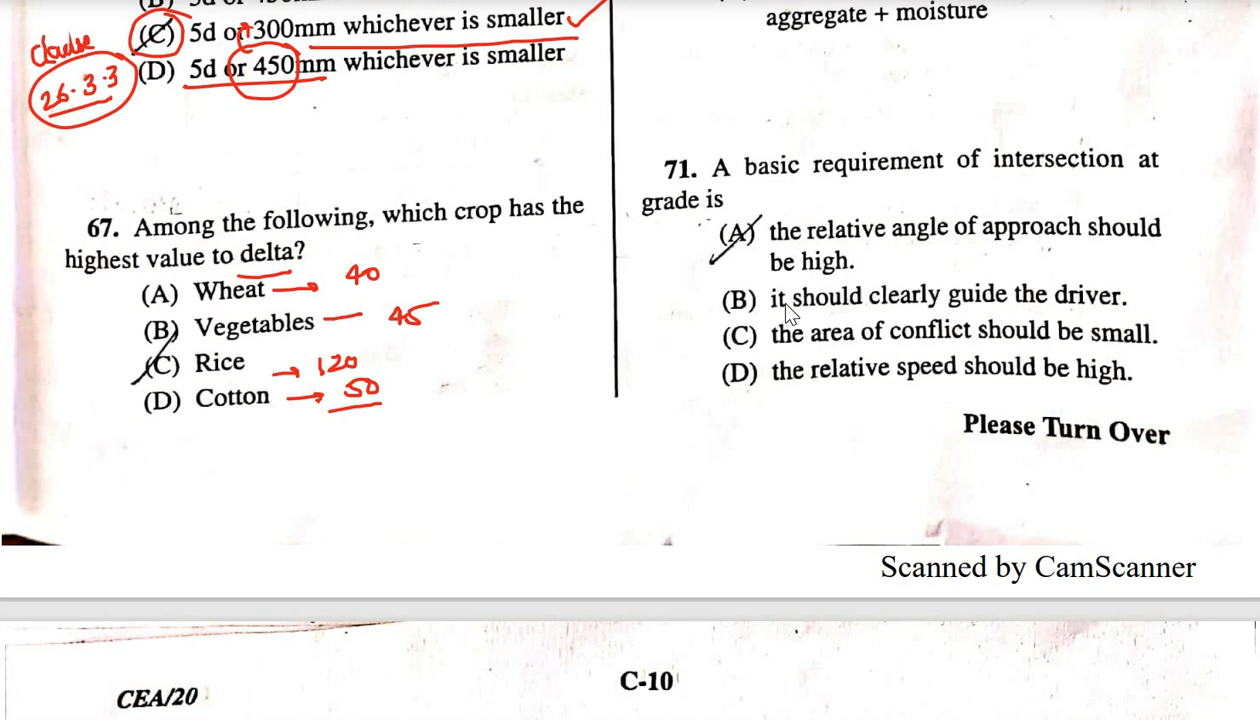 (C) 5d or 300mm whichever is smaller
Clause
26.3.3
(D) 5d or 450mm whichever is smaller
67. Among the following, which crop has the
highest value to delta?
(A) Wheat → 40
(B) Vegetables — 45
(C) Rice → 120
(D) Cotton → 50
aggregate + moisture
71. A basic requirement of intersection at
grade is
(A) the relative angle of approach should
be high.
(B) it should clearly guide the driver.
(C) the area of conflict should be small.
(D) the relative speed should be high.
Please Turn Over
Scanned by CamScanner
CEA/20
C-10